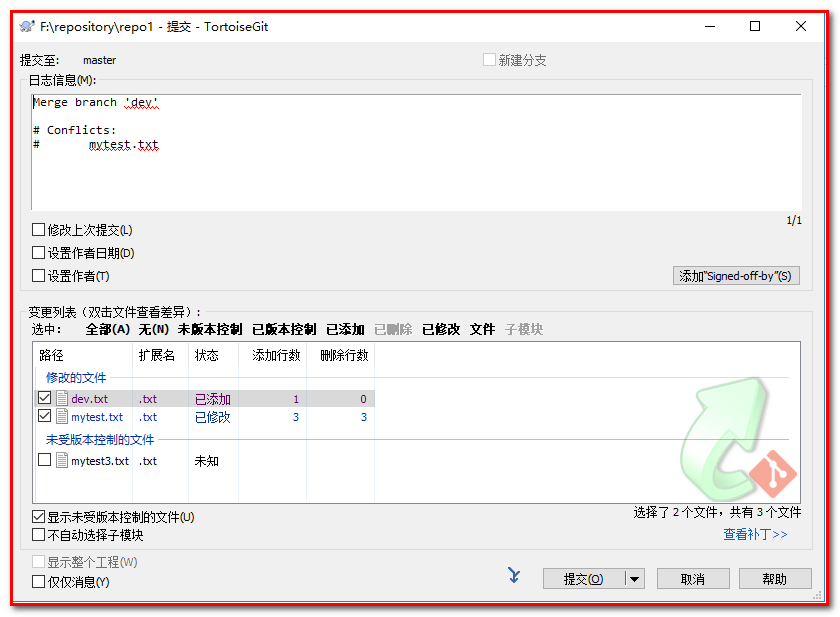 F:\repository\repo1 - 提交 - TortoiseGit
提交至: master 新建分支
日志信息(M):
Merge branch 'dev'
# Conflicts:
# mytest.txt
1/1
修改上次提交(L)
设置作者日期(D)
设置作者(T) 添加"Signed-off-by"(S)
变更列表（双击文件查看差异）:
选中: 全部(A) 无(N) 未版本控制 已版本控制 已添加 已删除 已修改 文件 子模块
路径 扩展名 状态 添加行数 删除行数
修改的文件
dev.txt .txt 已添加 1 0
mytest.txt .txt 已修改 3 3
未受版本控制的文件
mytest3.txt .txt 未知
显示未受版本控制的文件(U) 选择了 2 个文件，共有 3 个文件
不自动选择子模块 查看补丁>>
显示整个工程(W)
仅仅消息(Y) 提交(O) 取消 帮助